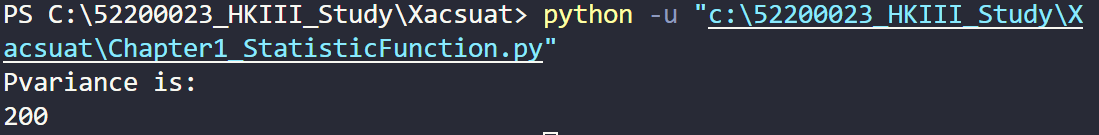 PS C:\52200023_HKIII_Study\Xacsuat> python -u "c:\52200023_HKIII_Study\X
acsuat\Chapter1_StatisticFunction.py"
Pvariance is:
200